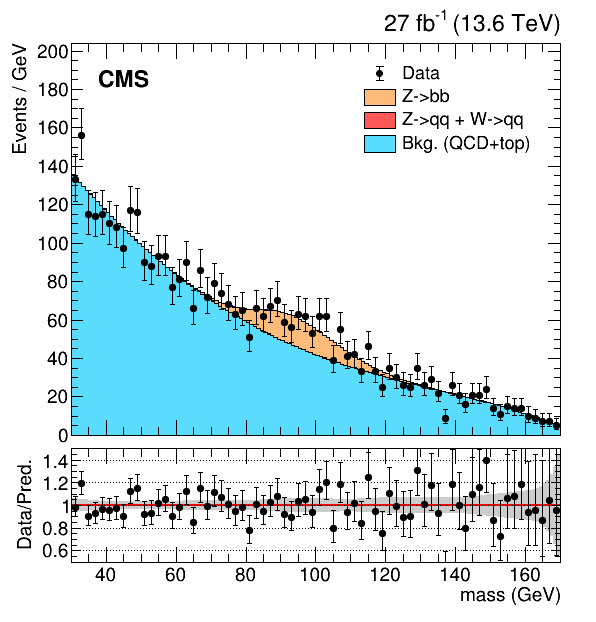 27 fb⁻¹ (13.6 TeV)
Events / GeV
200
180
160
140
120
100
80
60
40
20
0
CMS
Data
Z->bb
Z->qq + W->qq
Bkg. (QCD+top)
Data/Pred.
1.4
1.2
1
0.8
0.6
40 60 80 100 120 140 160
mass (GeV)